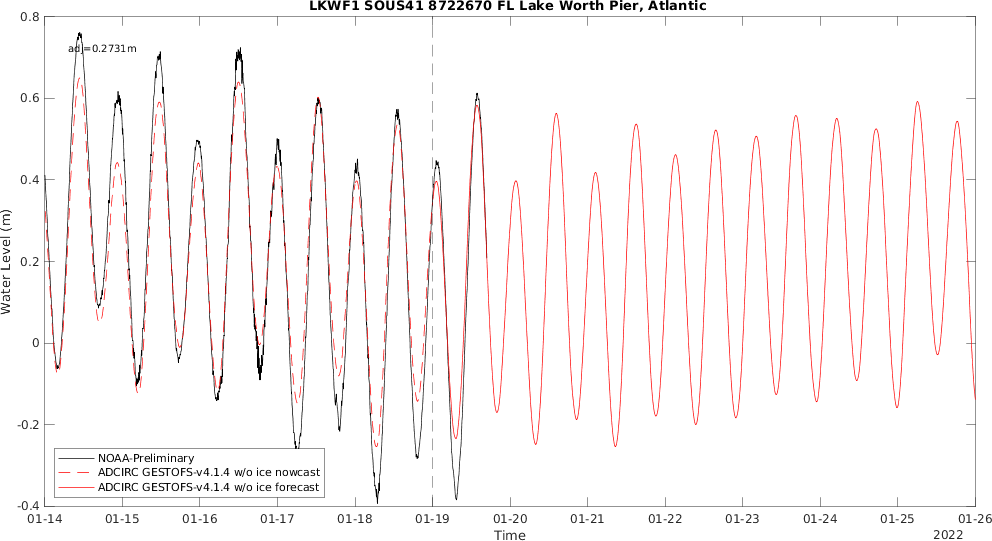 LKWF1 SOUS41 8722670 FL Lake Worth Pier, Atlantic
adj=0.2731m
Water Level (m)
0.8
0.6
0.4
0.2
0
-0.2
-0.4
NOAA-Preliminary
ADCIRC GESTOFS-v4.1.4 w/o ice nowcast
ADCIRC GESTOFS-v4.1.4 w/o ice forecast
01-14 01-15 01-16 01-17 01-18 01-19 01-20 01-21 01-22 01-23 01-24 01-25 01-26
Time
2022